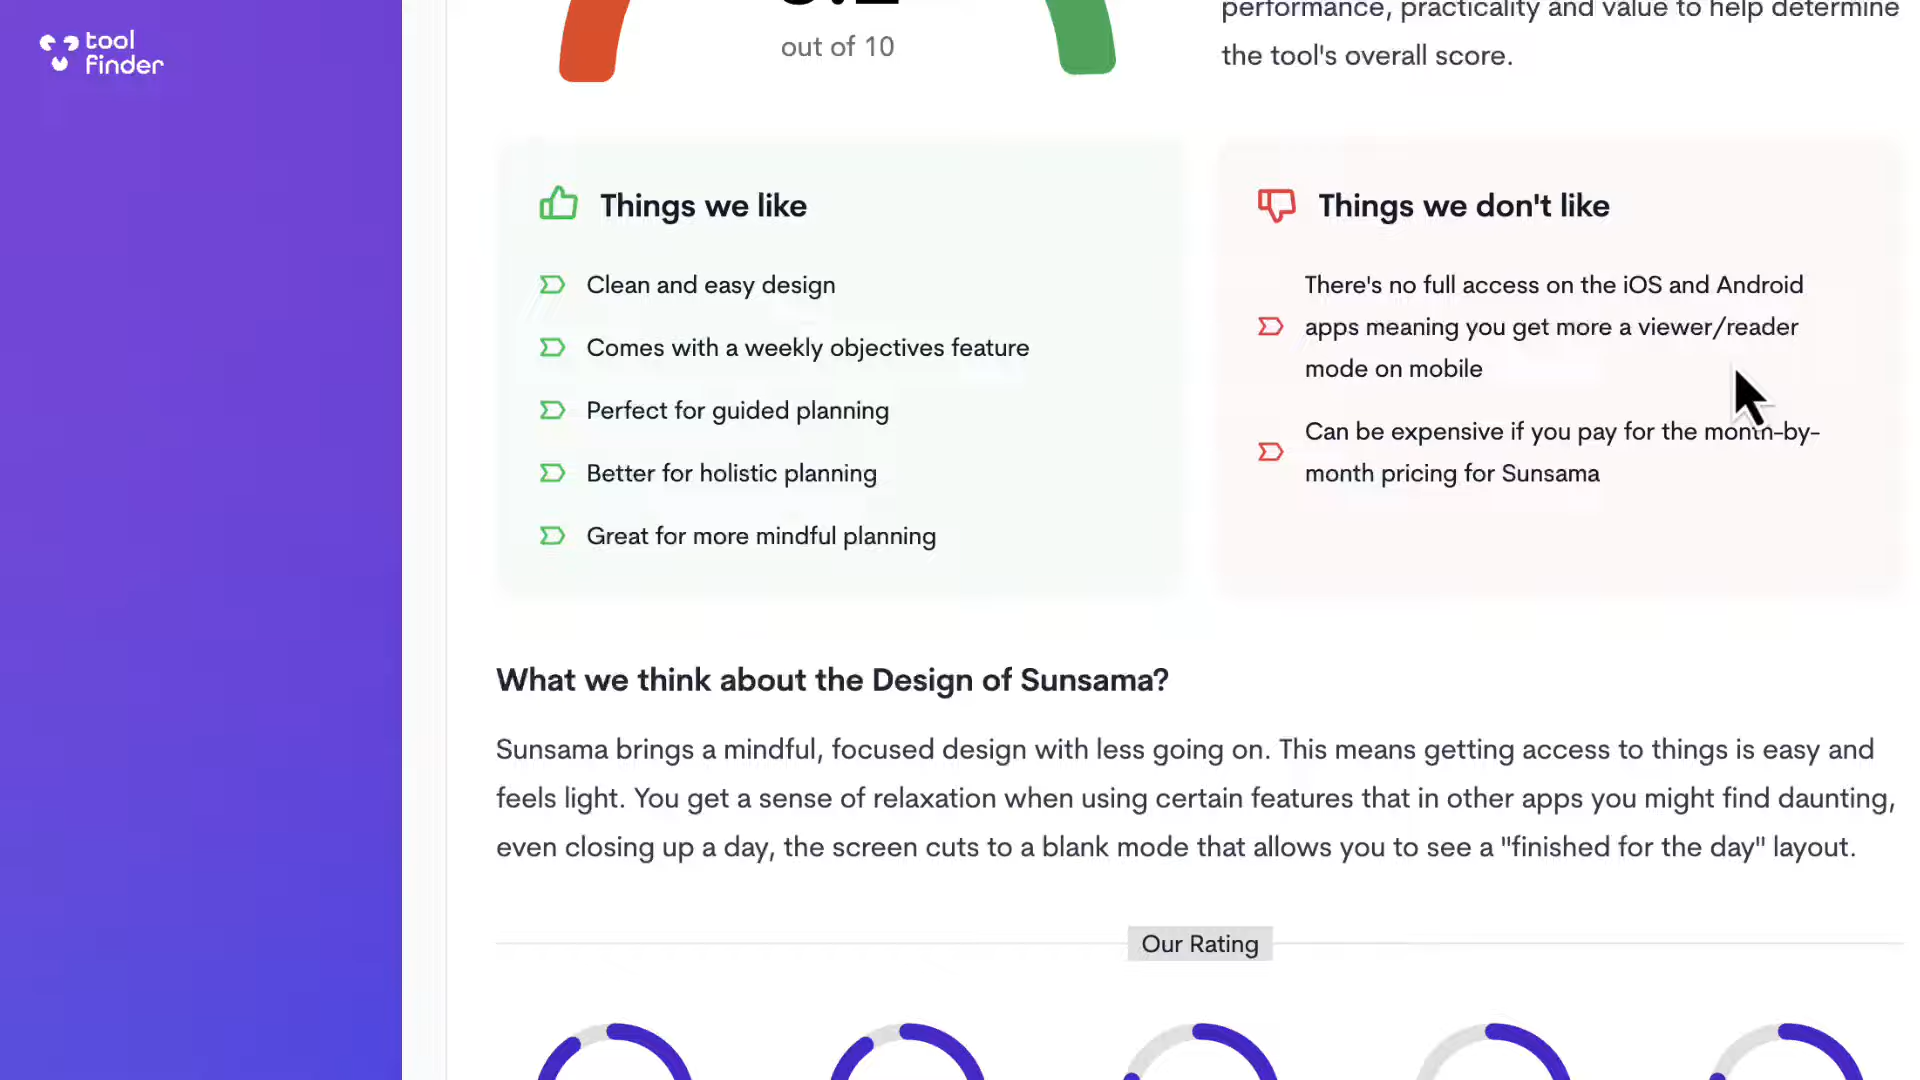 tool
finder
out of 10
performance, practicality and value to help determine
the tool's overall score.
Things we like
Clean and easy design
Comes with a weekly objectives feature
Perfect for guided planning
Better for holistic planning
Great for more mindful planning
Things we don't like
There's no full access on the iOS and Android
apps meaning you get more a viewer/reader
mode on mobile
Can be expensive if you pay for the month-by-
month pricing for Sunsama
What we think about the Design of Sunsama?
Sunsama brings a mindful, focused design with less going on. This means getting access to things is easy and
feels light. You get a sense of relaxation when using certain features that in other apps you might find daunting,
even closing up a day, the screen cuts to a blank mode that allows you to see a "finished for the day" layout.
Our Rating